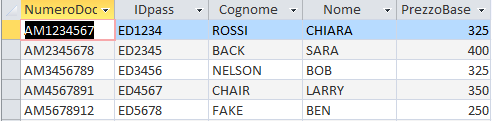 NumeroDoc IDpass Cognome Nome PrezzoBase
AM1234567 ED1234 ROSSI CHIARA 325
AM2345678 ED2345 BACK SARA 400
AM3456789 ED3456 NELSON BOB 325
AM4567891 ED4567 CHAIR LARRY 350
AM5678912 ED5678 FAKE BEN 250